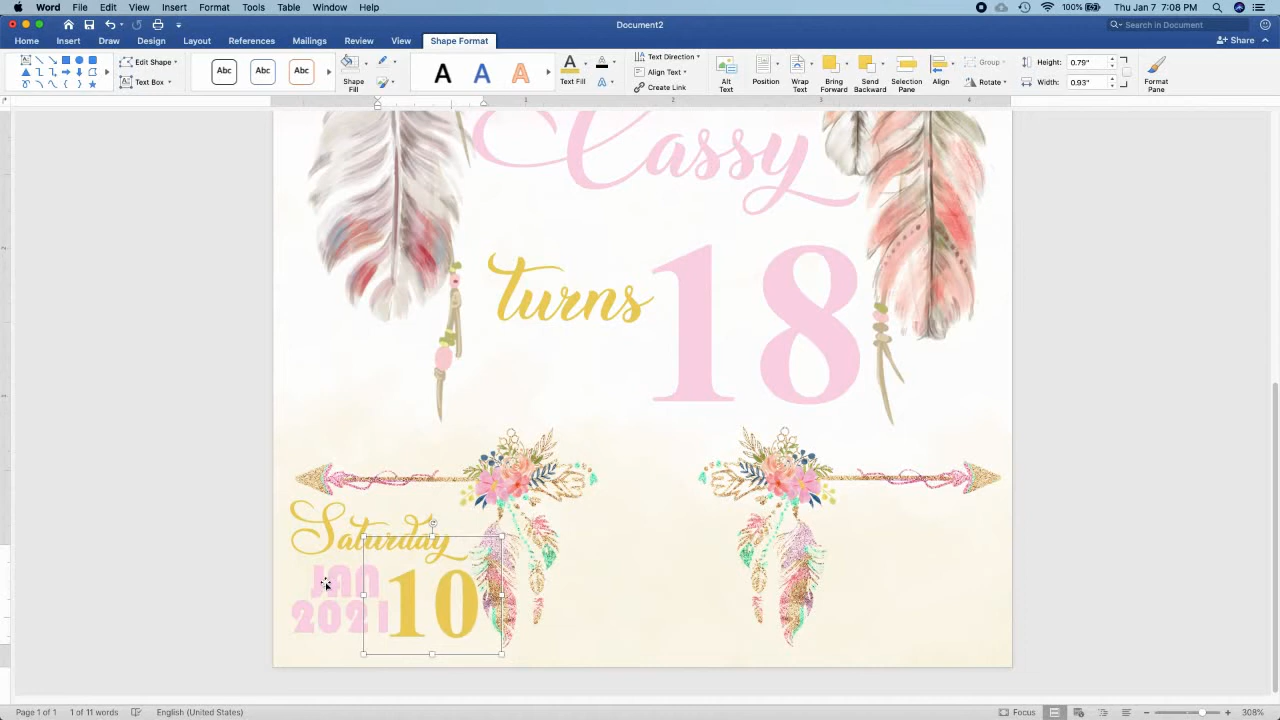 Word File Edit View Insert Format Tools Table Window Help 100% Thu Jan 7 7:08 PM
Document2 Search in Document
Home Insert Draw Design Layout References Mailings Review View Shape Format Share
Edit Shape Text Box Abc Abc Abc Shape Fill A A A Text Fill Text Direction Align Text Create Link Alt Text Position Wrap Text Bring Forward Send Backward Selection Pane Align Group Rotate Height: 0.79" Width: 0.93" Format Pane
1 2 3 4
Cassy
turns 18
Saturday
JAN
2021 10
Page 1 of 1 1 of 11 words English (United States) Focus 308%